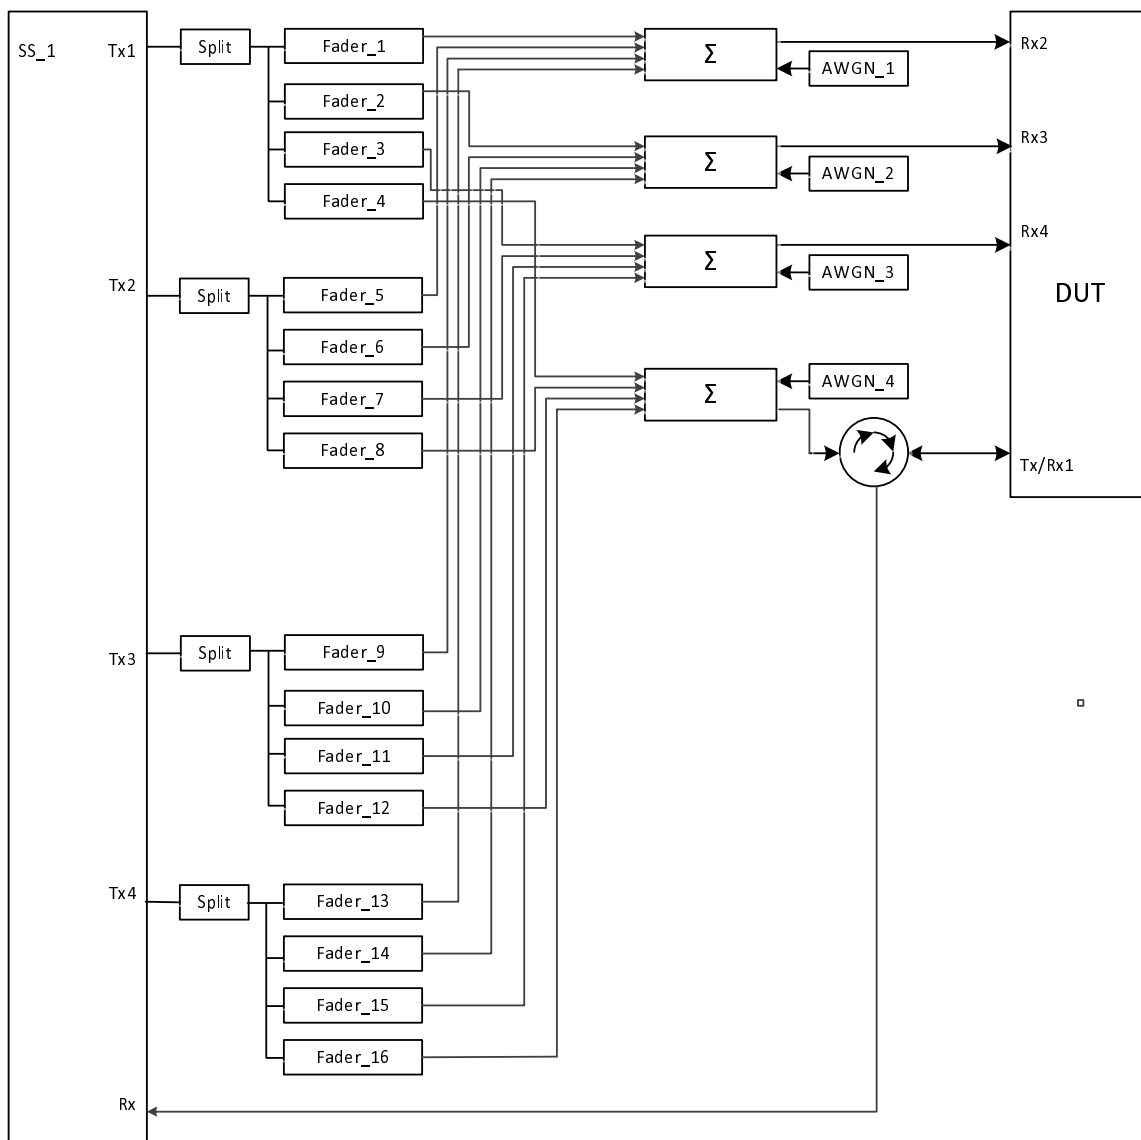 SS_1
Tx1
Split
Fader_1
Σ
Rx2
AWGN_1
Fader_2
Fader_3
Σ
Rx3
AWGN_2
Fader_4
Rx4
Tx2
Split
Fader_5
Σ
AWGN_3
DUT
Fader_6
Fader_7
Σ
AWGN_4
Fader_8
Tx/Rx1
Tx3
Split
Fader_9
Fader_10
Fader_11
Fader_12
Tx4
Split
Fader_13
Fader_14
Fader_15
Fader_16
Rx